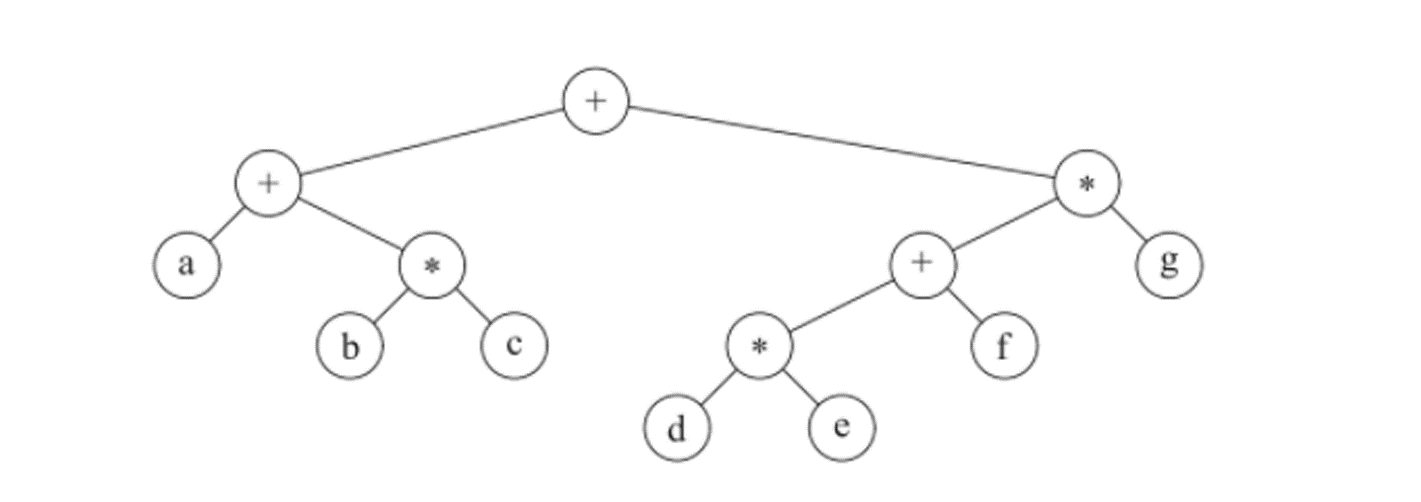 +
+ *
a * + g
b c * f
d e